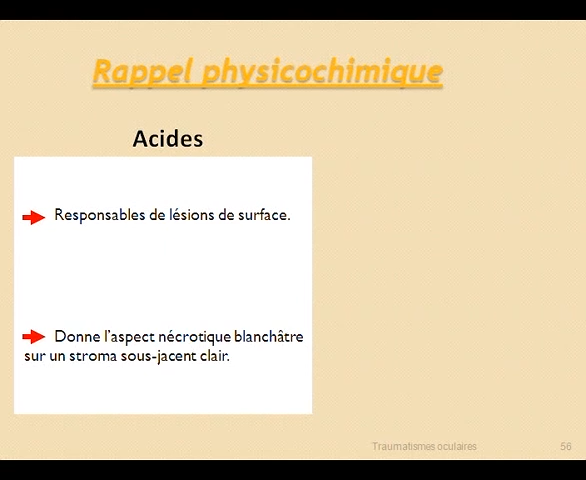 Rappel physicochimique
Acides
Responsables de lésions de surface.
Donne l'aspect nécrotique blanchâtre
sur un stroma sous-jacent clair.
Traumatismes oculaires
56